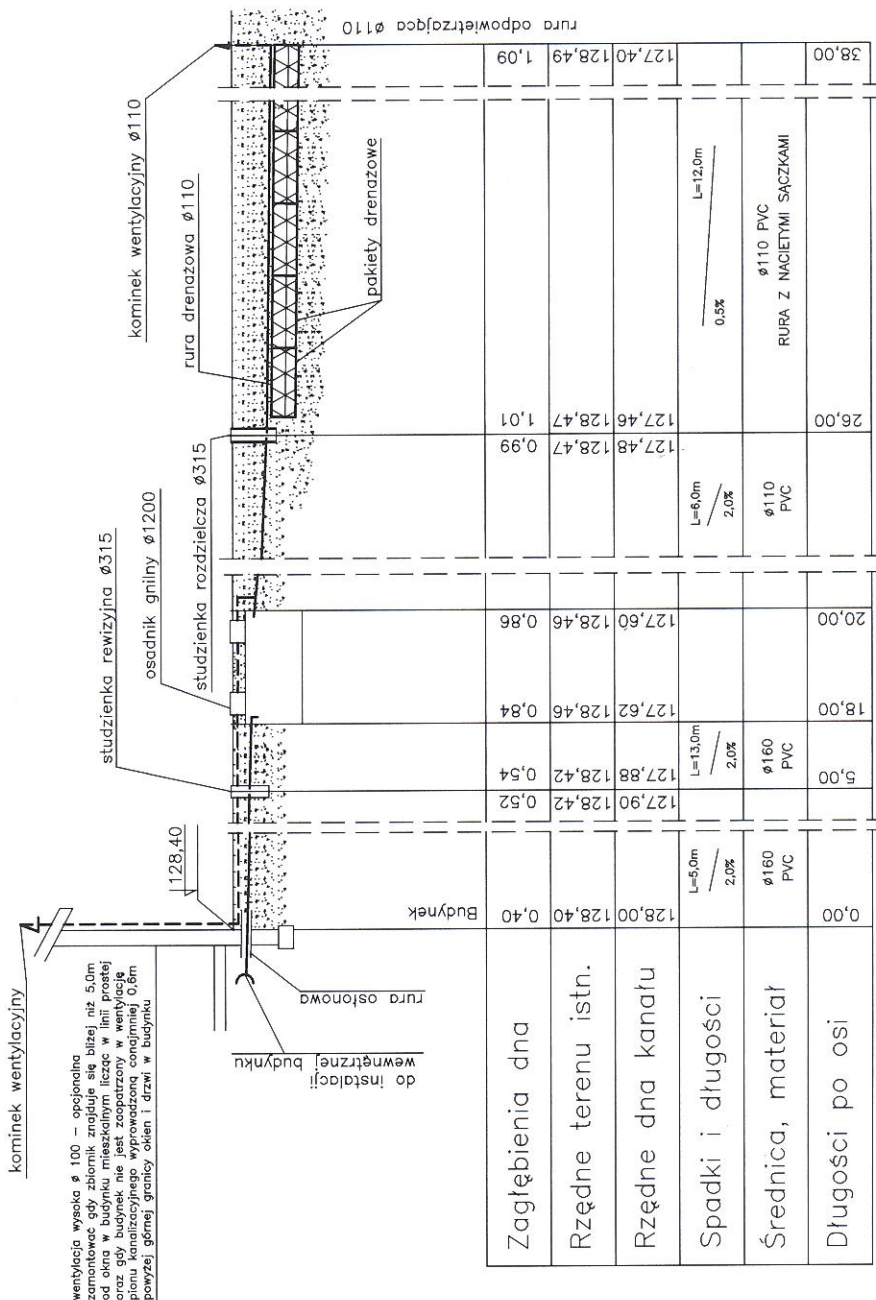 kominek wentylacyjny
wentylacja wysoka ø 100 – opcjonalna
zamontować gdy zbiornik znajduje się bliżej niż 5,0m
od okna w budynku mieszkalnym licząc w linii prostej
oraz gdy budynek nie jest zaopatrzony w wentylację
pionu kanalizacyjnego wyprowadzoną conajmniej 0,6m
powyżej górnej granicy okien i drzwi w budynku
128,40
studzienka rewizyjna ø315
osadnik gnilny ø1200
studzienka rozdzielcza ø315
rura drenażowa ø110
kominek wentylacyjny ø110
rura odpowietrzająca ø110
pakiety drenażowe
rura osłonowa
do instalacji
wewnętrznej budynku
Budynek
Zagłębienia dna
0,40 0,52 0,54 0,84 0,86 0,99 1,01 1,09
Rzędne terenu istn.
128,40 128,42 128,42 128,46 128,46 128,47 128,47 128,49
Rzędne dna kanału
128,00 127,90 127,88 127,62 127,60 127,48 127,46 127,40
Spadki i długości
L=5,0m
2,0%
L=13,0m
2,0%
L=6,0m
2,0%
L=12,0m
0,5%
Średnica, materiał
ø160
PVC
ø160
PVC
ø110
PVC
ø110 PVC
RURA Z NACIETYMI SĄCZKAMI
Długości po osi
0,00 5,00 18,00 20,00 26,00 38,00